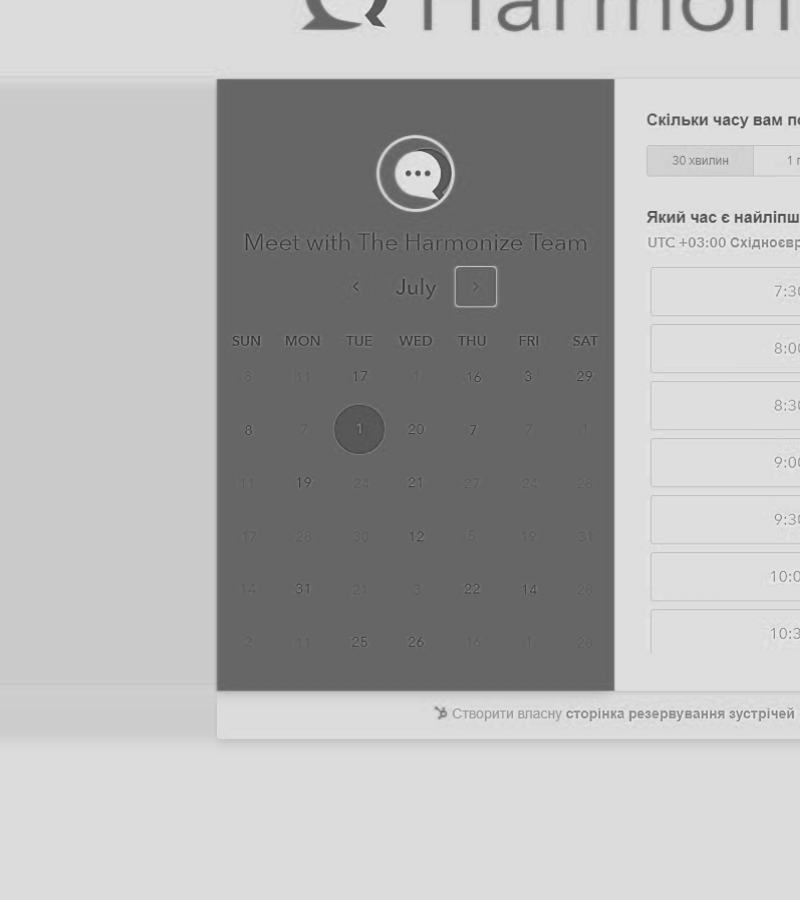 Harmoni
Meet with The Harmonize Team
July
SUN MON TUE WED THU FRI SAT
8 11 17 1 16 3 29
8 7 1 20 7 7 1
11 19 24 21 27 24 28
17 28 30 12 5 19 31
14 31 21 3 22 14 28
2 11 25 26 16 1 28
Скільки часу вам по
30 хвилин 1 г
Який час є найліпш
UTC +03:00 Східноєвр
7:30
8:00
8:30
9:00
9:30
10:0
10:3
Створити власну сторінка резервування зустрічей